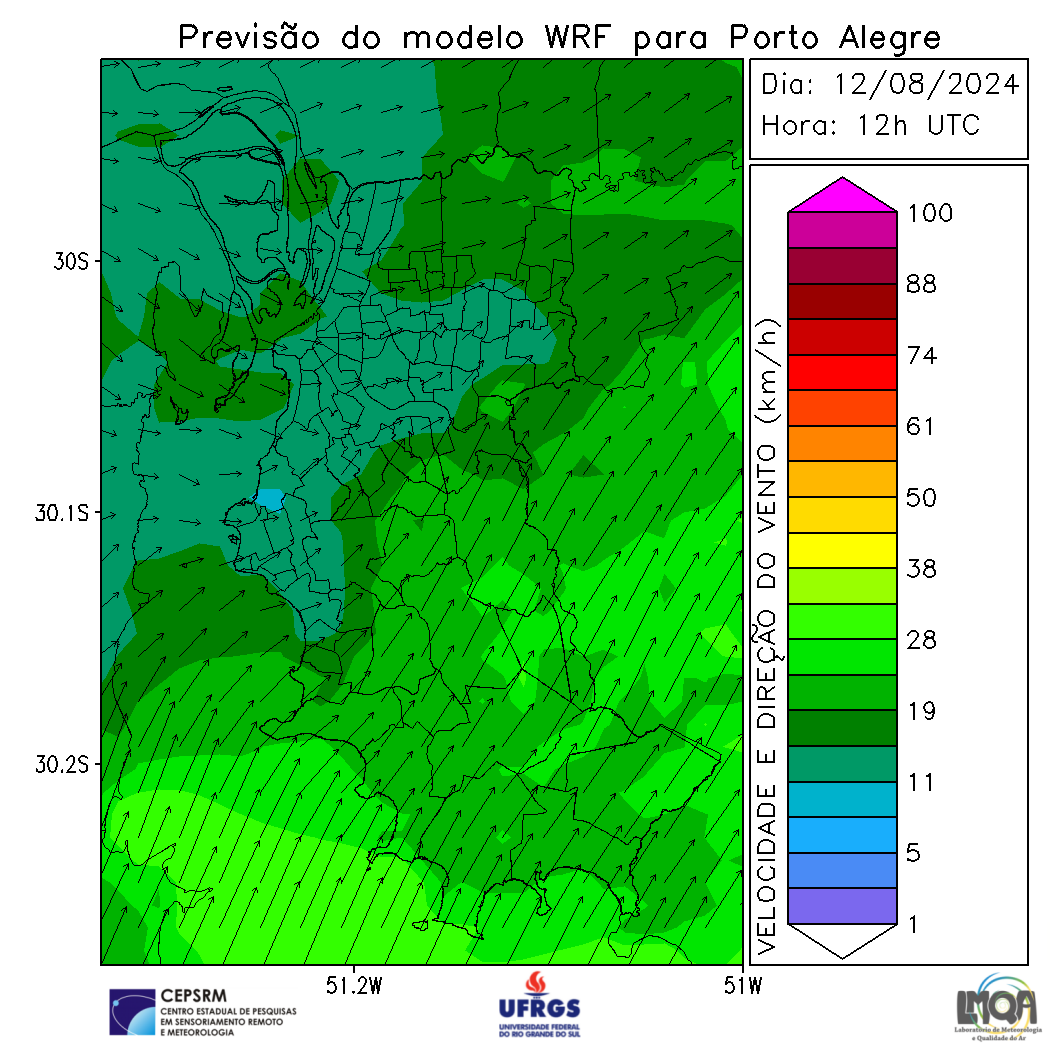 Previsão do modelo WRF para Porto Alegre
Dia: 12/08/2024
Hora: 12h UTC
30S
30.1S
30.2S
51.2W
51W
VELOCIDADE E DIREÇÃO DO VENTO (km/h)
100
88
74
61
50
38
28
19
11
5
1
CEPSRM
CENTRO ESTADUAL DE PESQUISAS
EM SENSORIAMENTO REMOTO
E METEOROLOGIA
UFRGS
UNIVERSIDADE FEDERAL
DO RIO GRANDE DO SUL
LMQA
Laboratório de Meteorologia
e Qualidade do Ar